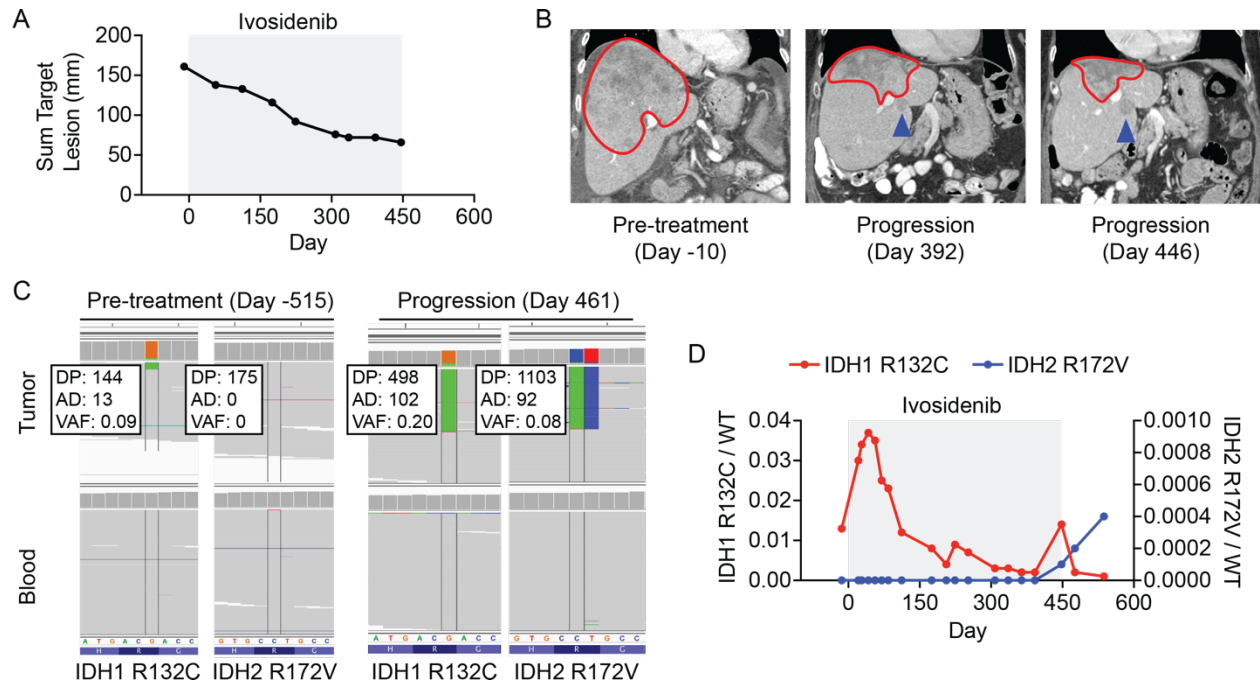 A
Ivosidenib
Sum Target
Lesion (mm)
200
150
100
50
0
0 150 300 450 600
Day
B
Pre-treatment
(Day -10)
Progression
(Day 392)
Progression
(Day 446)
C
Pre-treatment (Day -515)
Progression (Day 461)
Tumor
DP: 144
AD: 13
VAF: 0.09
DP: 175
AD: 0
VAF: 0
DP: 498
AD: 102
VAF: 0.20
DP: 1103
AD: 92
VAF: 0.08
Blood
A T G A C G A C C
H R G
G T G C C T G C C
H R G
A T G A C G A C C
H R G
G T G C C T G C C
H R G
IDH1 R132C
IDH2 R172V
IDH1 R132C
IDH2 R172V
D
IDH1 R132C
IDH2 R172V
Ivosidenib
IDH1 R132C / WT
0.04
0.03
0.02
0.01
0.00
0.0010
0.0008
0.0006
0.0004
0.0002
0.0000
IDH2 R172V / WT
0 150 300 450 600
Day